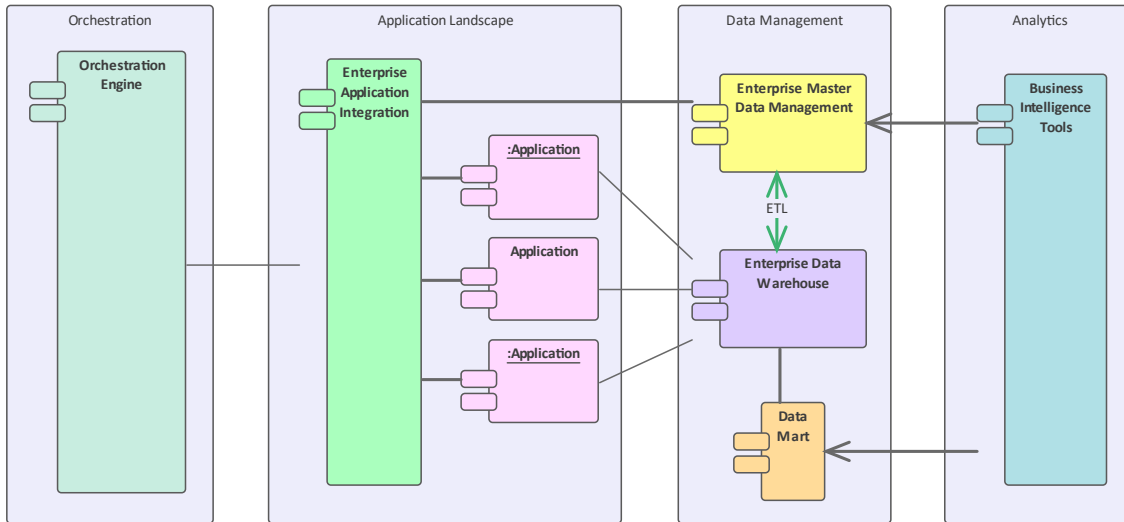 Orchestration
Orchestration
Engine
Application Landscape
Enterprise
Application
Integration
:Application
Application
:Application
Data Management
Enterprise Master
Data Management
ETL
Enterprise Data
Warehouse
Data
Mart
Analytics
Business
Intelligence
Tools